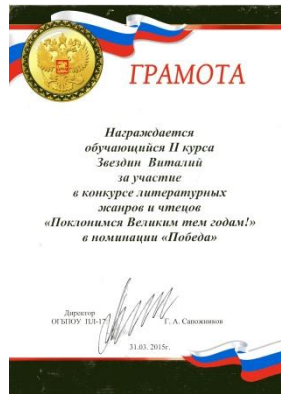 ГРАМОТА
Награждается
обучающийся II курса
Звездин Виталий
за участие
в конкурсе литературных
жанров и чтецов
«Поклонимся Великим тем годам!»
в номинации «Победа»
Директор
ОГБПОУ ПЛ-17 Г. А. Сапожников
31.03. 2015г.